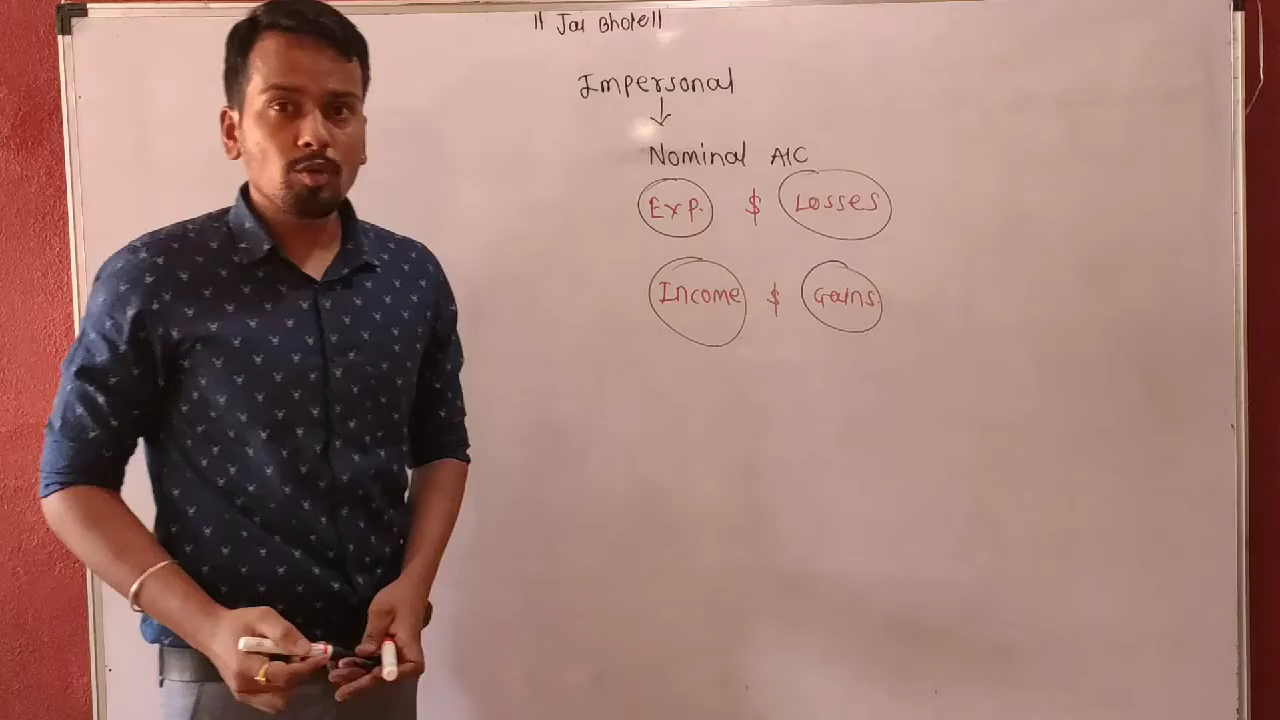 || Jai Bhole ||
Impersonal
↓
Nominal A/C
Exp. $ Losses
Income $ Gains